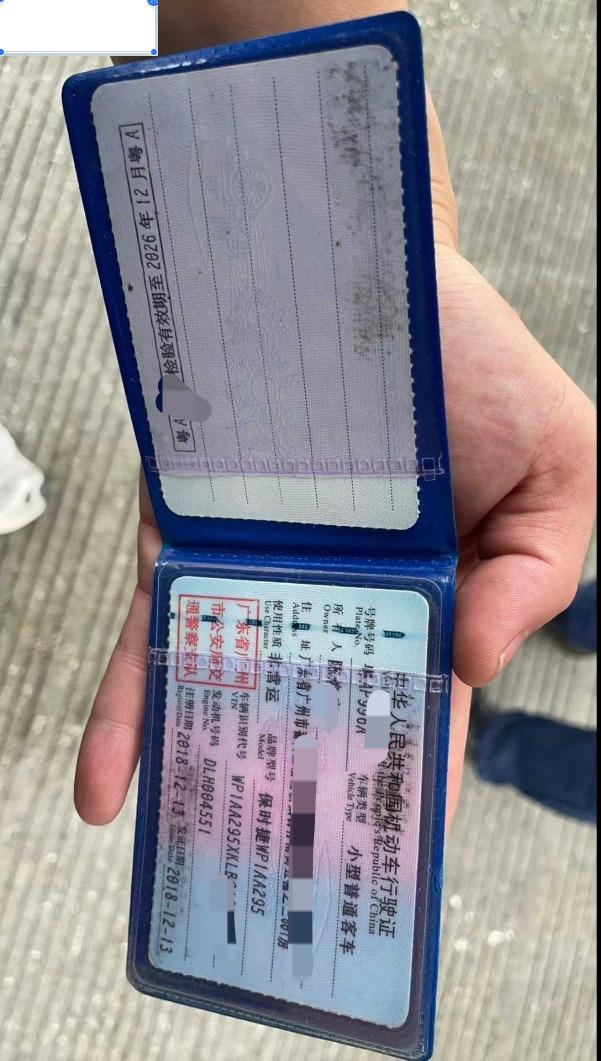 检验有效期至2026年12月粤A
粤A
中华人民共和国机动车行驶证
the People's Republic of China
号牌号码
Plate No.
车辆类型 小型普通客车
Vehicle Type
所有人 陈
Owner
住址 广东省广州市
Address
使用性质 非营运
Use Character
品牌型号 保时捷WP1AA295
Model
广东省广州
市公安局交
通警察支队
车辆识别代号 WP1AA295XKLB
VIN
发动机号码 DLH004551
Engine No.
注册日期 2018-12-13
Register Date
发证日期 2018-12-13
Issue Date